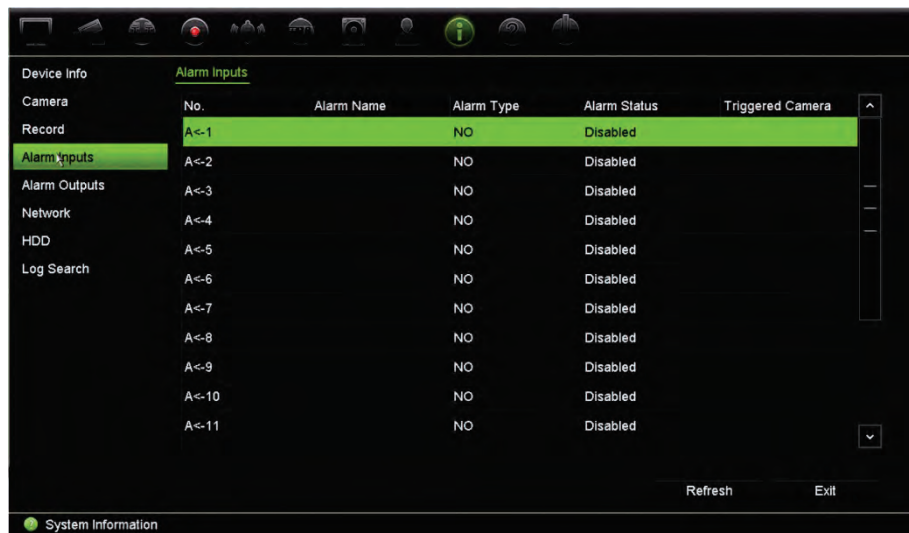 Device Info
Camera
Record
Alarm Inputs
Alarm Outputs
Network
HDD
Log Search
Alarm Inputs
No. Alarm Name Alarm Type Alarm Status Triggered Camera
A<-1 NO Disabled
A<-2 NO Disabled
A<-3 NO Disabled
A<-4 NO Disabled
A<-5 NO Disabled
A<-6 NO Disabled
A<-7 NO Disabled
A<-8 NO Disabled
A<-9 NO Disabled
A<-10 NO Disabled
A<-11 NO Disabled
Refresh Exit
System Information